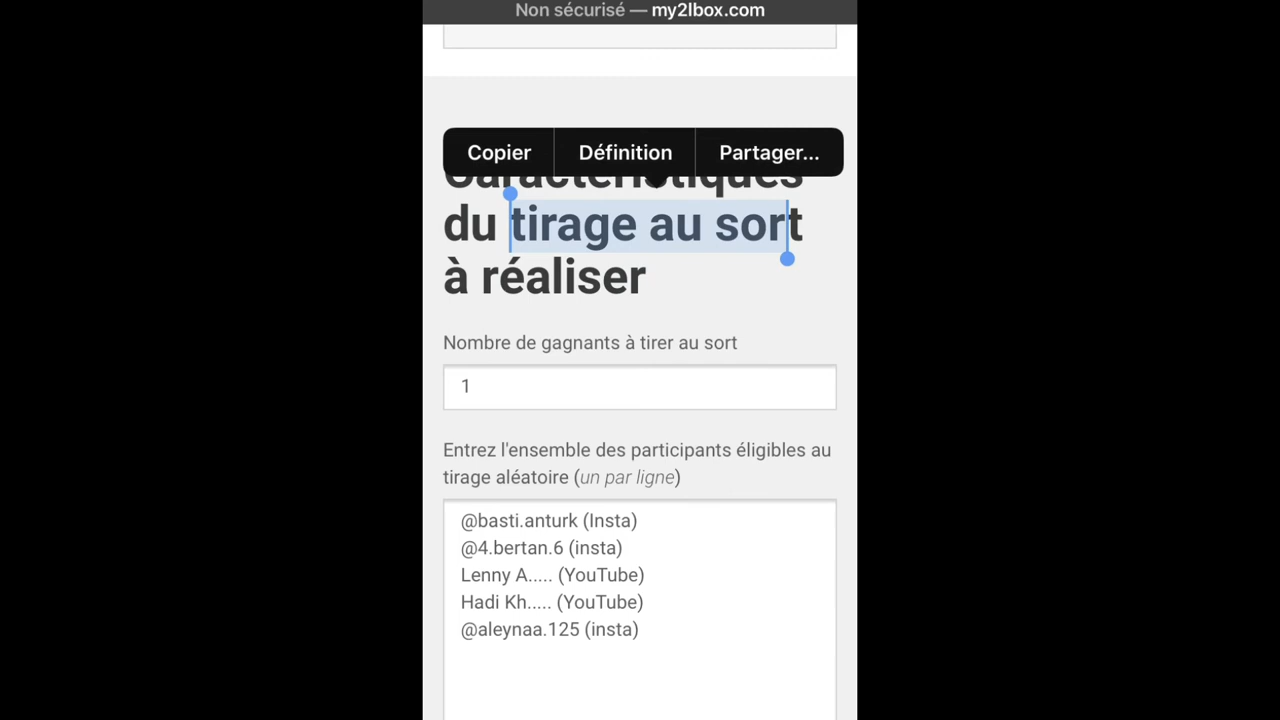 Non sécurisé — my2lbox.com
Copier Définition Partager...
Caractéristiques
du tirage au sort
à réaliser
Nombre de gagnants à tirer au sort
1
Entrez l'ensemble des participants éligibles au
tirage aléatoire (un par ligne)
@basti.anturk (Insta)
@4.bertan.6 (insta)
Lenny A..... (YouTube)
Hadi Kh..... (YouTube)
@aleynaa.125 (insta)